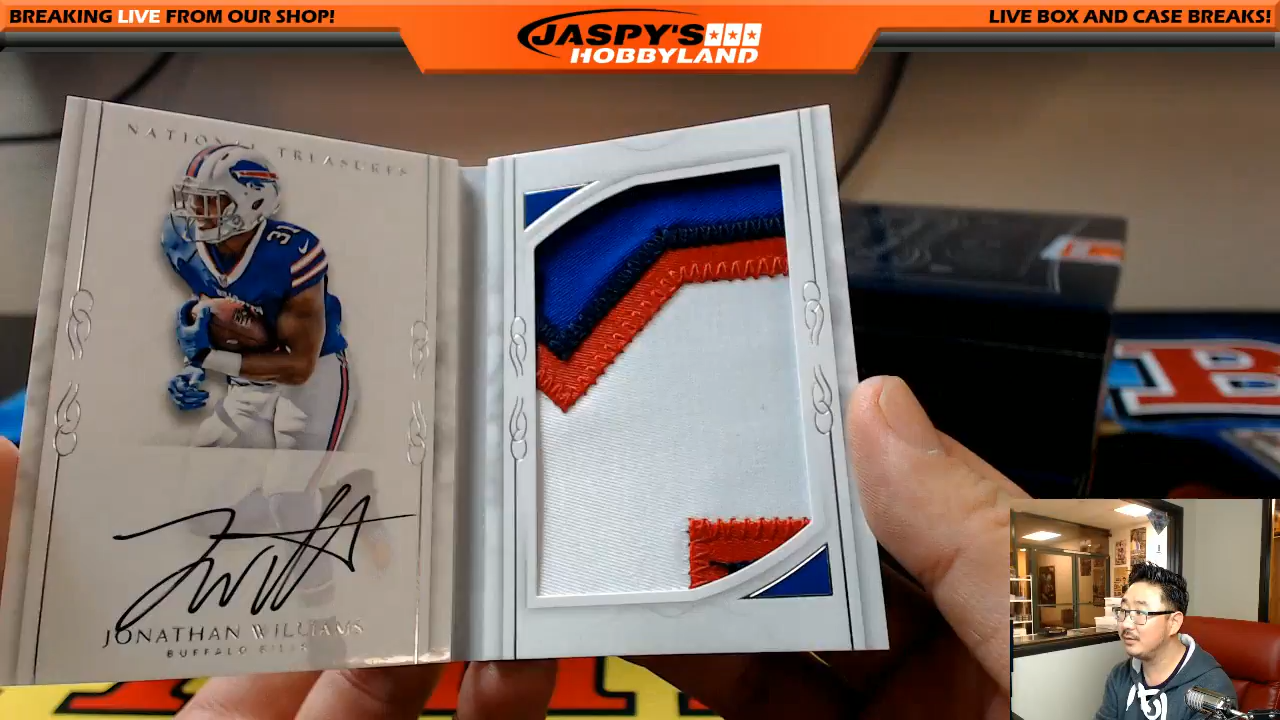 BREAKING LIVE FROM OUR SHOP!
JASPY'S
HOBBYLAND
LIVE BOX AND CASE BREAKS!
NATIONAL TREASURES
31
JONATHAN WILLIAMS
BUFFALO BILLS